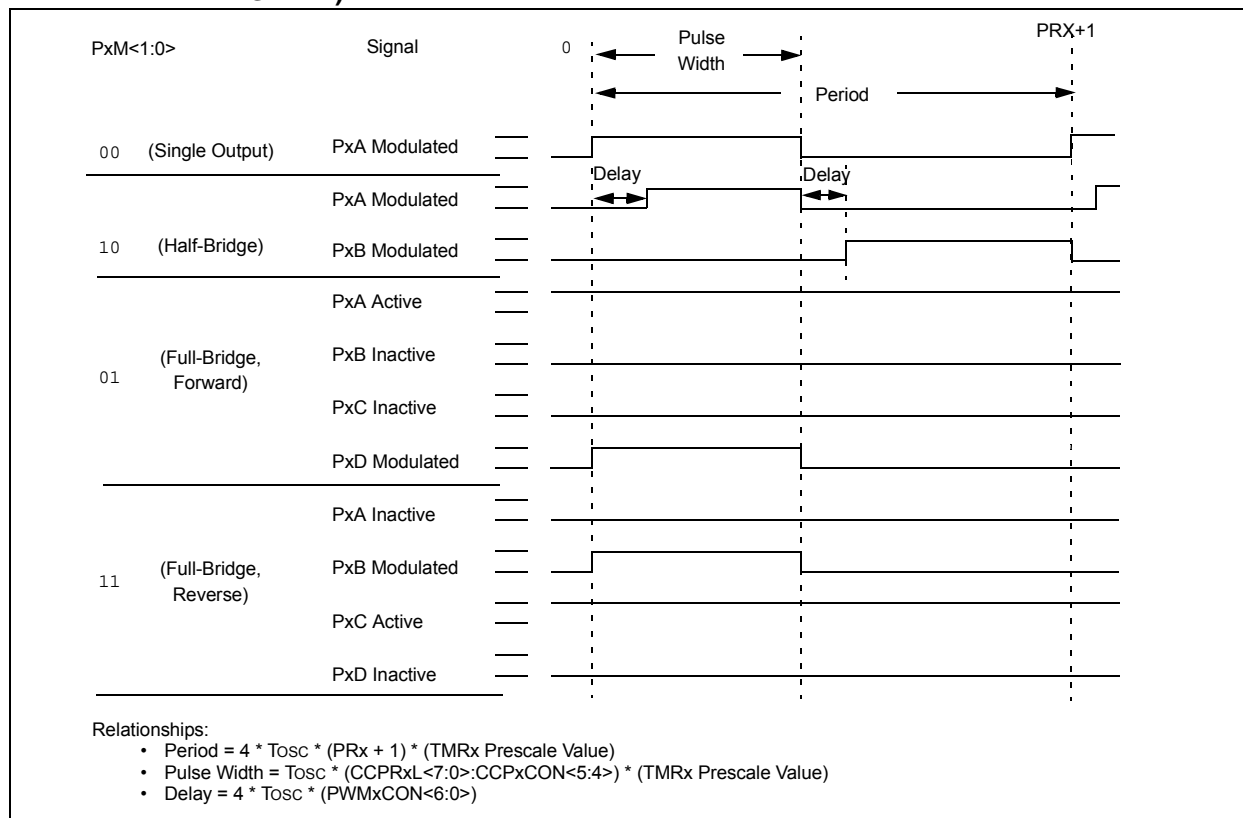 PxM<1:0> Signal 0 Pulse Width PRX+1
Period
00 (Single Output) PxA Modulated
Delay Delay
PxA Modulated
10 (Half-Bridge) PxB Modulated
PxA Active
PxB Inactive
01 (Full-Bridge, Forward)
PxC Inactive
PxD Modulated
PxA Inactive
PxB Modulated
11 (Full-Bridge, Reverse)
PxC Active
PxD Inactive
Relationships:
• Period = 4 * TOSC * (PRx + 1) * (TMRx Prescale Value)
• Pulse Width = TOSC * (CCPRxL<7:0>:CCPxCON<5:4>) * (TMRx Prescale Value)
• Delay = 4 * TOSC * (PWMxCON<6:0>)